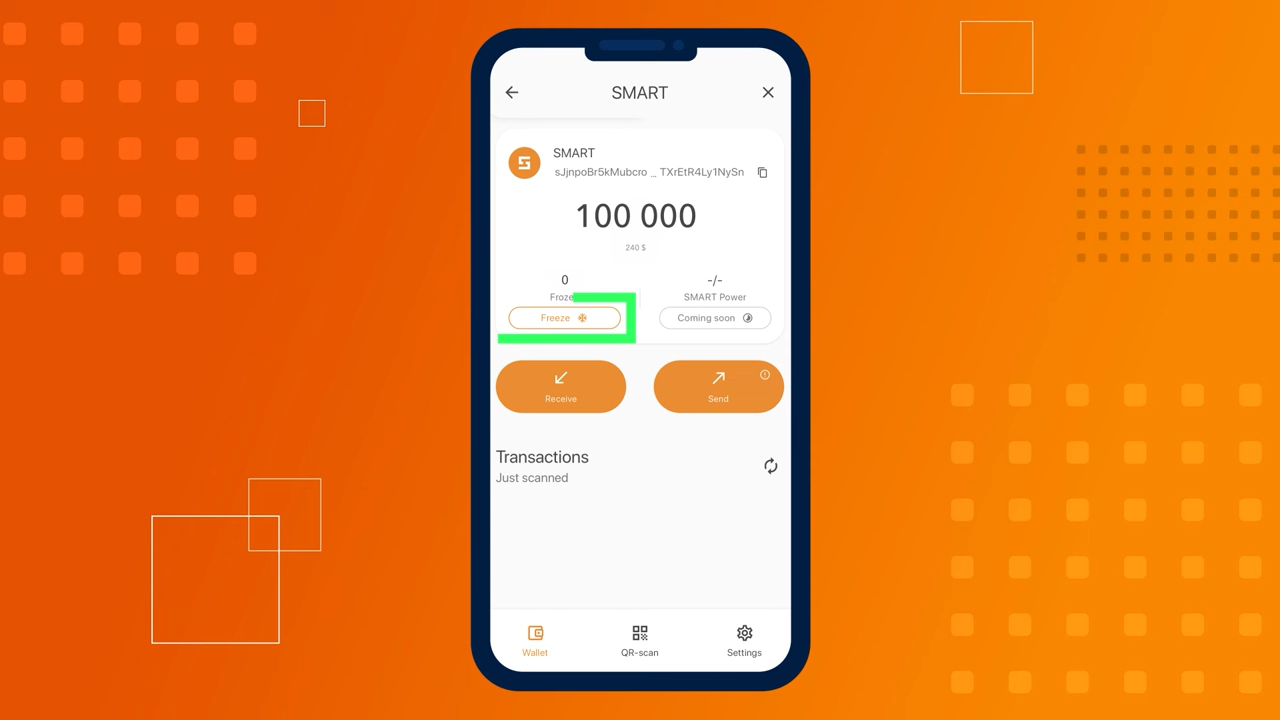 SMART
SMART
sJjnpoBr5kMubcro _ TXrEtR4Ly1NySn
100 000
240 $
0
-/-
Froze
SMART Power
Freeze
Coming soon
Receive
Send
Transactions
Just scanned
Wallet
QR-scan
Settings